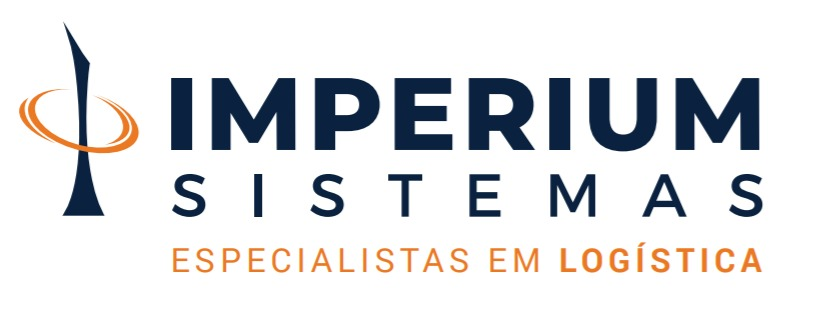 IMPERIUM
SISTEMAS
ESPECIALISTAS EM LOGÍSTICA